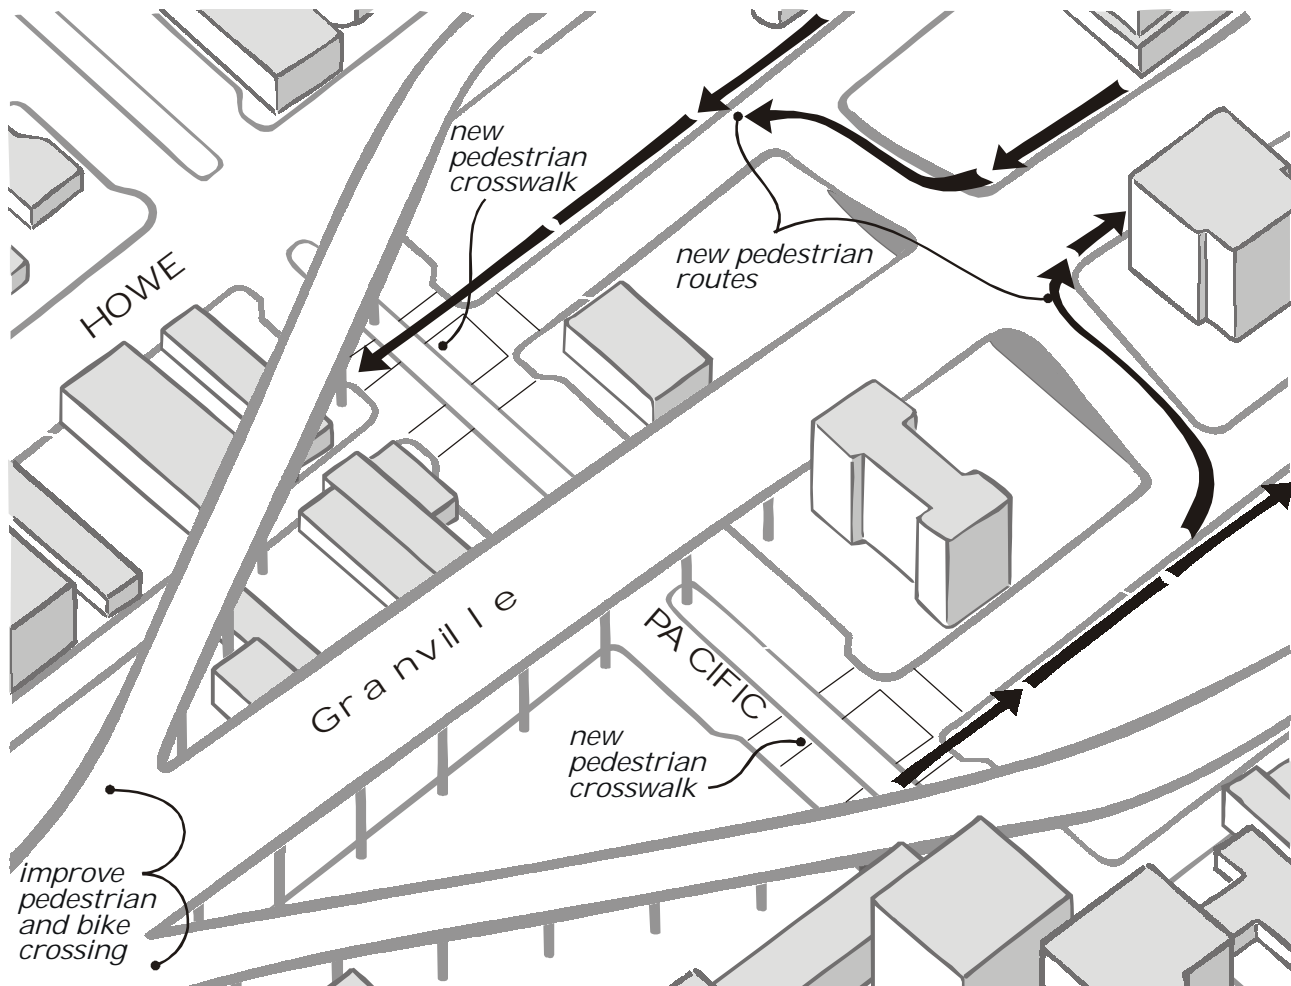 new
pedestrian
crosswalk
new pedestrian
routes
HOWE
Granville
PACIFIC
new
pedestrian
crosswalk
improve
pedestrian
and bike
crossing